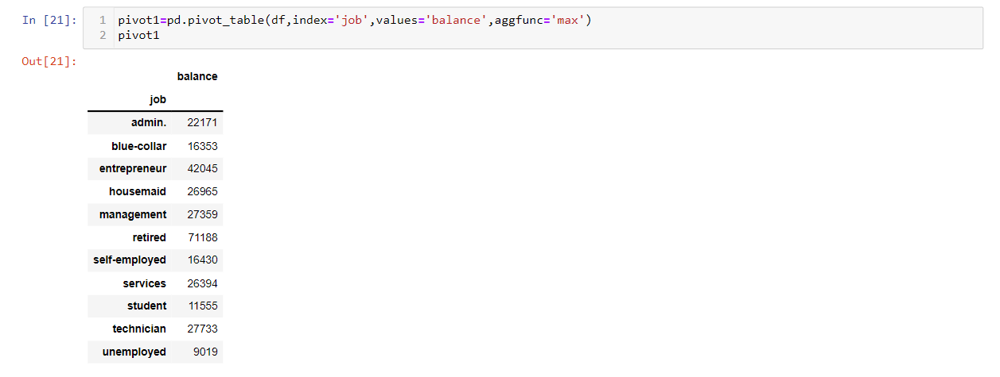 In [21]: 1 pivot1=pd.pivot_table(df,index='job',values='balance',aggfunc='max')
2 pivot1
Out[21]:
balance
job
admin. 22171
blue-collar 16353
entrepreneur 42045
housemaid 26965
management 27359
retired 71188
self-employed 16430
services 26394
student 11555
technician 27733
unemployed 9019